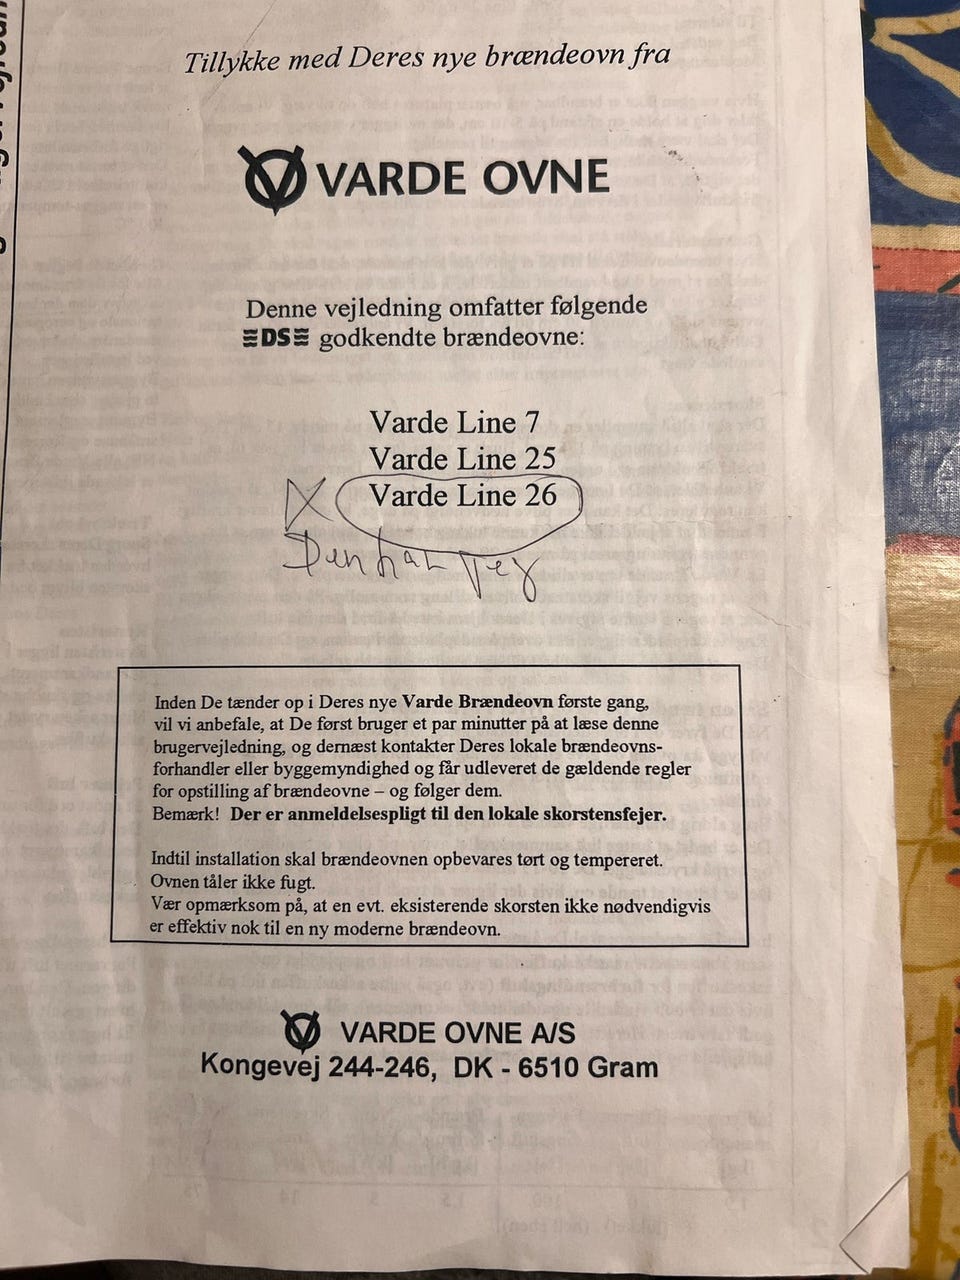 Tillykke med Deres nye brændeovn fra
VARDE OVNE
Denne vejledning omfatter følgende
DS godkendte brændeovne:
Varde Line 7
Varde Line 25
X Varde Line 26
Den har jeg
Inden De tænder op i Deres nye Varde Brændeovn første gang,
vil vi anbefale, at De først bruger et par minutter på at læse denne
brugervejledning, og dernæst kontakter Deres lokale brændeovns-
forhandler eller byggemyndighed og får udleveret de gældende regler
for opstilling af brændeovne – og følger dem.
Bemærk! Der er anmeldelsespligt til den lokale skorstensfejer.
Indtil installation skal brændeovnen opbevares tørt og tempereret.
Ovnen tåler ikke fugt.
Vær opmærksom på, at en evt. eksisterende skorsten ikke nødvendigvis
er effektiv nok til en ny moderne brændeovn.
VARDE OVNE A/S
Kongevej 244-246, DK - 6510 Gram